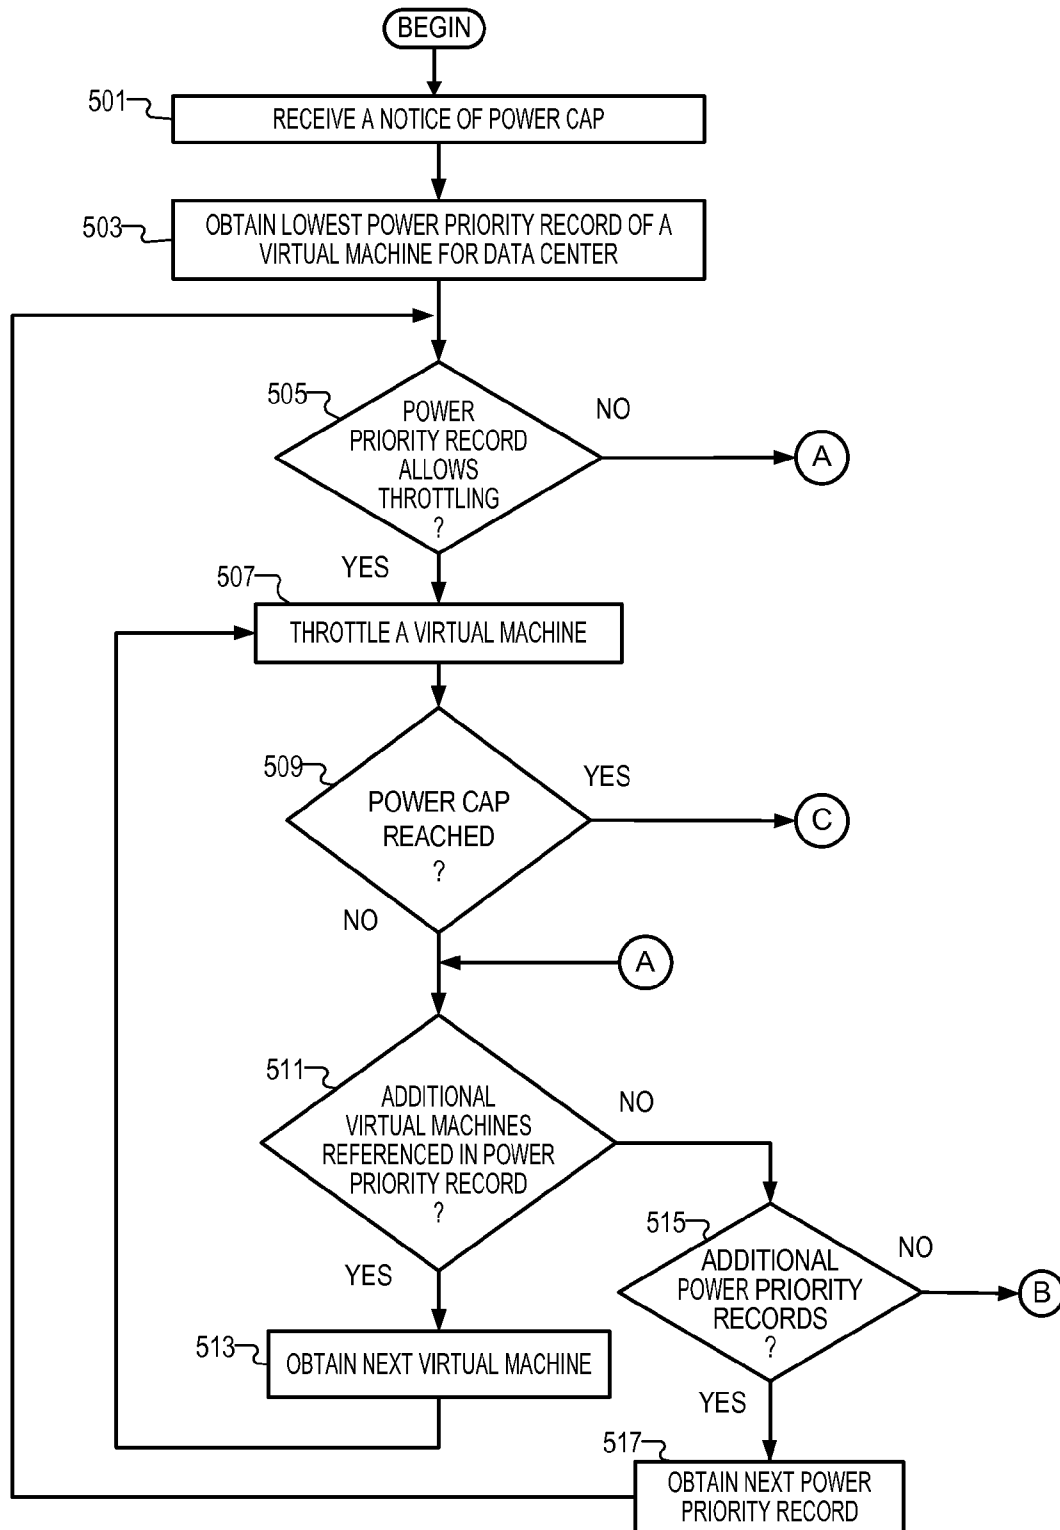 BEGIN
501
RECEIVE A NOTICE OF POWER CAP
503
OBTAIN LOWEST POWER PRIORITY RECORD OF A
VIRTUAL MACHINE FOR DATA CENTER
505
POWER
PRIORITY RECORD
ALLOWS
THROTTLING
?
NO
A
YES
507
THROTTLE A VIRTUAL MACHINE
509
POWER CAP
REACHED
?
YES
C
NO
A
511
ADDITIONAL
VIRTUAL MACHINES
REFERENCED IN POWER
PRIORITY RECORD
?
NO
YES
515
ADDITIONAL
POWER PRIORITY
RECORDS
?
NO
B
513
OBTAIN NEXT VIRTUAL MACHINE
YES
517
OBTAIN NEXT POWER
PRIORITY RECORD